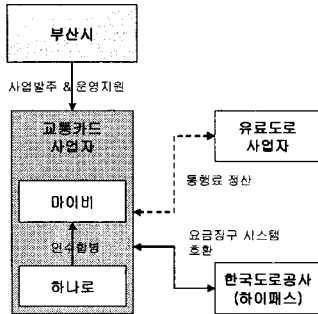 부산시
사업발주 & 운영지원
교통카드
사업자
유료도로
사업자
마이비
통행료 정산
인수합병
요금징구 시스템
호환
하나로
한국도로공사
(하이패스)